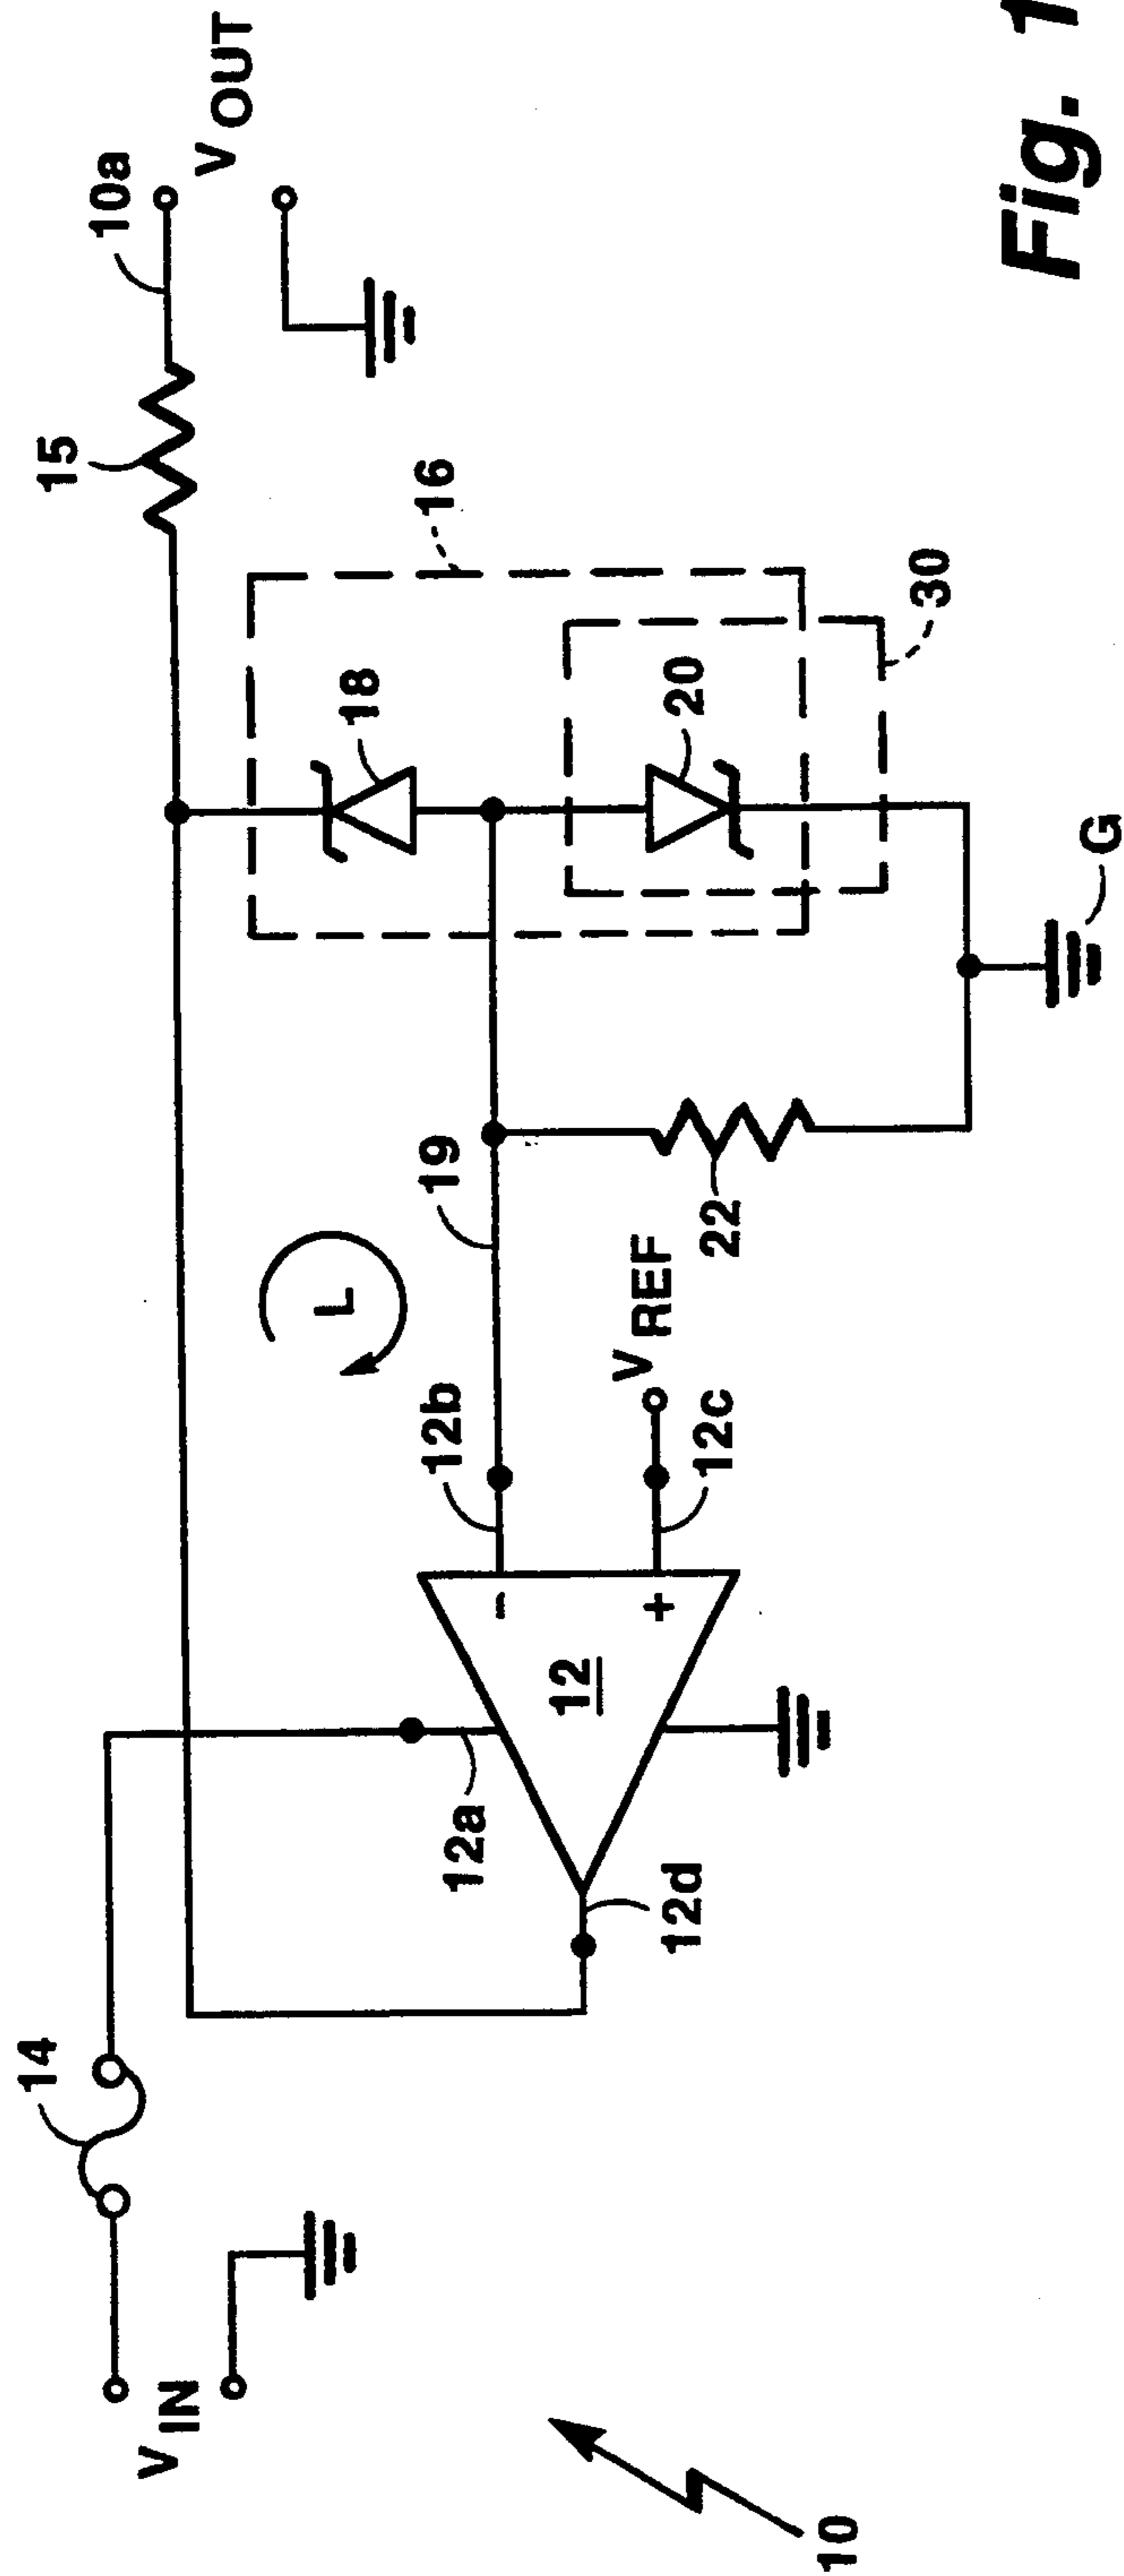 14
15
10a
V OUT
V IN
12a
12b
19
L
18
16
12
-
+
12d
V REF
12c
22
20
30
G
10
Fig. 1